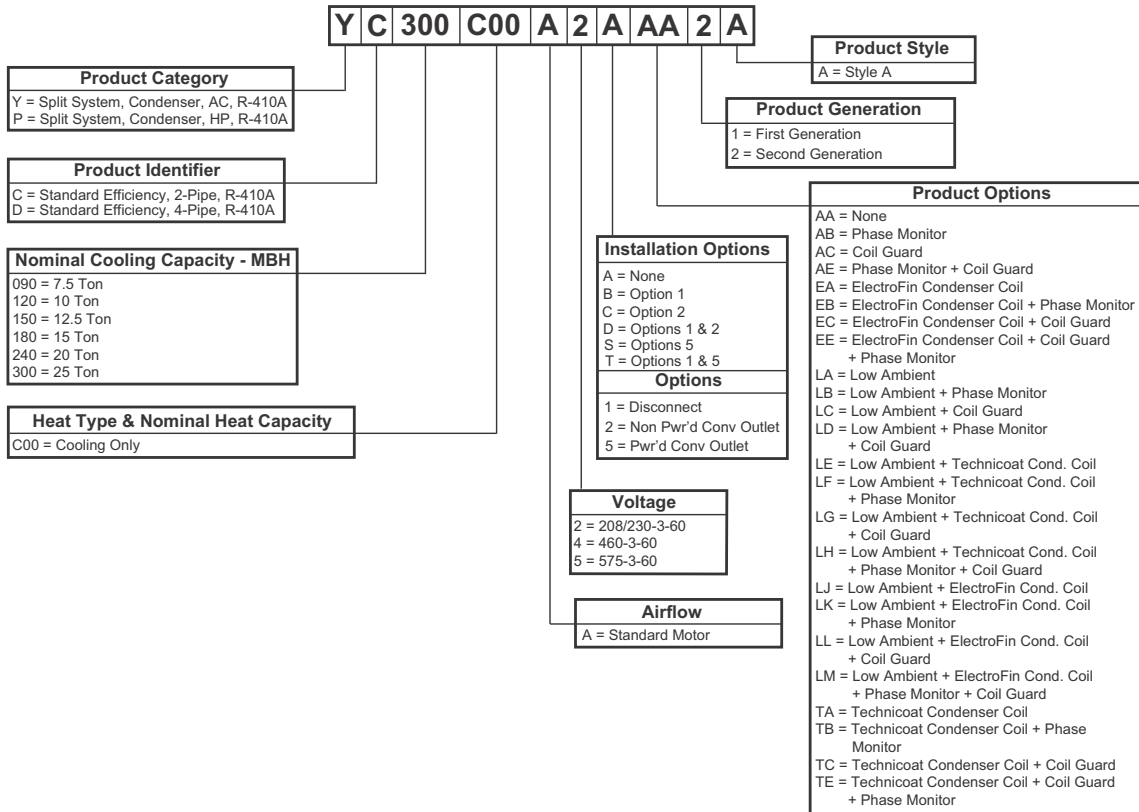 Y C 300 C00 A 2 A AA 2 A
Product Category
Y = Split System, Condenser, AC, R-410A
P = Split System, Condenser, HP, R-410A
Product Identifier
C = Standard Efficiency, 2-Pipe, R-410A
D = Standard Efficiency, 4-Pipe, R-410A
Nominal Cooling Capacity - MBH
090 = 7.5 Ton
120 = 10 Ton
150 = 12.5 Ton
180 = 15 Ton
240 = 20 Ton
300 = 25 Ton
Heat Type & Nominal Heat Capacity
C00 = Cooling Only
Airflow
A = Standard Motor
Voltage
2 = 208/230-3-60
4 = 460-3-60
5 = 575-3-60
Installation Options
A = None
B = Option 1
C = Option 2
D = Options 1 & 2
S = Options 5
T = Options 1 & 5
Options
1 = Disconnect
2 = Non Pwr'd Conv Outlet
5 = Pwr'd Conv Outlet
Product Options
AA = None
AB = Phase Monitor
AC = Coil Guard
AE = Phase Monitor + Coil Guard
EA = ElectroFin Condenser Coil
EB = ElectroFin Condenser Coil + Phase Monitor
EC = ElectroFin Condenser Coil + Coil Guard
EE = ElectroFin Condenser Coil + Coil Guard
+ Phase Monitor
LA = Low Ambient
LB = Low Ambient + Phase Monitor
LC = Low Ambient + Coil Guard
LD = Low Ambient + Phase Monitor
+ Coil Guard
LE = Low Ambient + Technicoat Cond. Coil
LF = Low Ambient + Technicoat Cond. Coil
+ Phase Monitor
LG = Low Ambient + Technicoat Cond. Coil
+ Coil Guard
LH = Low Ambient + Technicoat Cond. Coil
+ Phase Monitor + Coil Guard
LJ = Low Ambient + ElectroFin Cond. Coil
LK = Low Ambient + ElectroFin Cond. Coil
+ Phase Monitor
LL = Low Ambient + ElectroFin Cond. Coil
+ Coil Guard
LM = Low Ambient + ElectroFin Cond. Coil
+ Phase Monitor + Coil Guard
TA = Technicoat Condenser Coil
TB = Technicoat Condenser Coil + Phase
Monitor
TC = Technicoat Condenser Coil + Coil Guard
TE = Technicoat Condenser Coil + Coil Guard
+ Phase Monitor
Product Generation
1 = First Generation
2 = Second Generation
Product Style
A = Style A